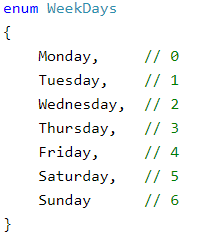 enum WeekDays
{
    Monday,     // 0
    Tuesday,    // 1
    Wednesday,  // 2
    Thursday,   // 3
    Friday,     // 4
    Saturday,   // 5
    Sunday      // 6
}